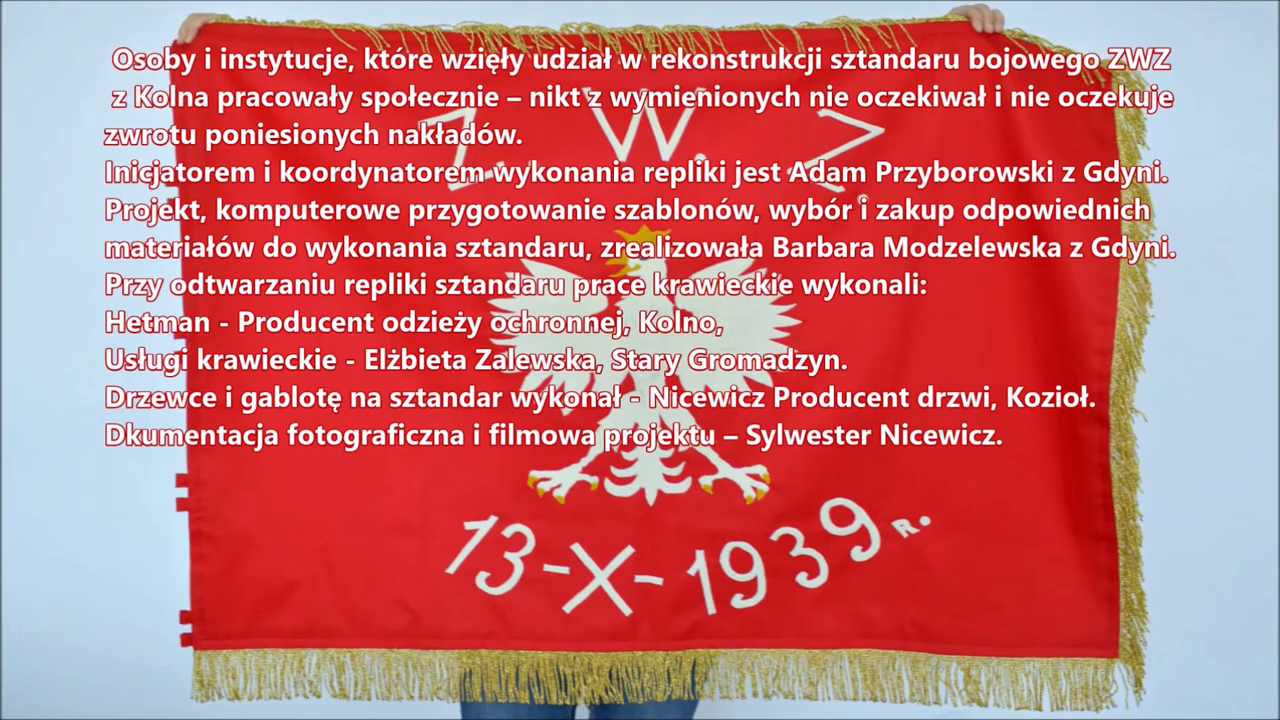 Osoby i instytucje, które wzięły udział w rekonstrukcji sztandaru bojowego ZWZ
z Kolna pracowały społecznie – nikt z wymienionych nie oczekiwał i nie oczekuje
zwrotu poniesionych nakładów.
Inicjatorem i koordynatorem wykonania repliki jest Adam Przyborowski z Gdyni.
Projekt, komputerowe przygotowanie szablonów, wybór i zakup odpowiednich
materiałów do wykonania sztandaru, zrealizowała Barbara Modzelewska z Gdyni.
Przy odtwarzaniu repliki sztandaru prace krawieckie wykonali:
Hetman - Producent odzieży ochronnej, Kolno,
Usługi krawieckie - Elżbieta Zalewska, Stary Gromadzyn.
Drzewce i gablotę na sztandar wykonał - Nicewicz Producent drzwi, Kozioł.
Dkumentacja fotograficzna i filmowa projektu – Sylwester Nicewicz.
Z. W. Z
13-X-1939 R.